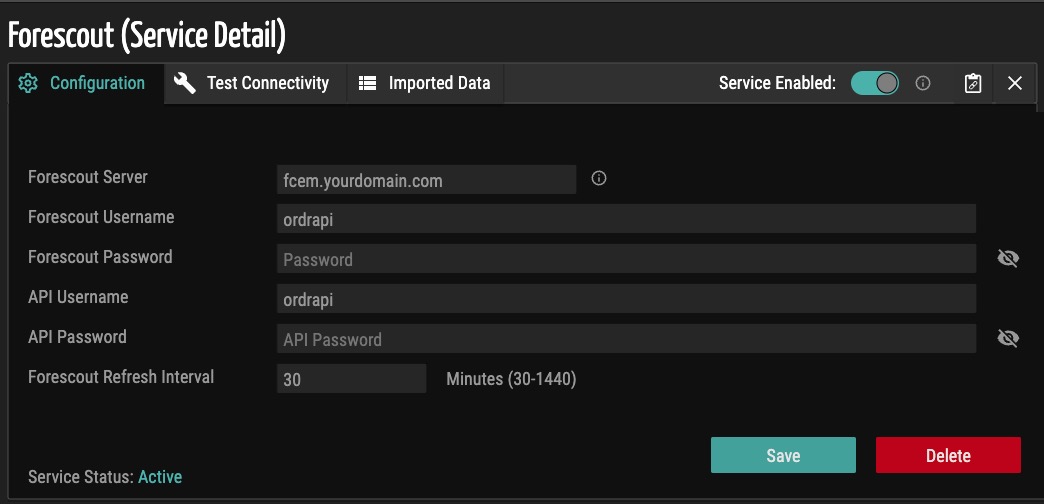 Forescout (Service Detail)
Configuration Test Connectivity Imported Data Service Enabled:
Forescout Server fcem.yourdomain.com
Forescout Username ordrapi
Forescout Password Password
API Username ordrapi
API Password API Password
Forescout Refresh Interval 30 Minutes (30-1440)
Save Delete
Service Status: Active